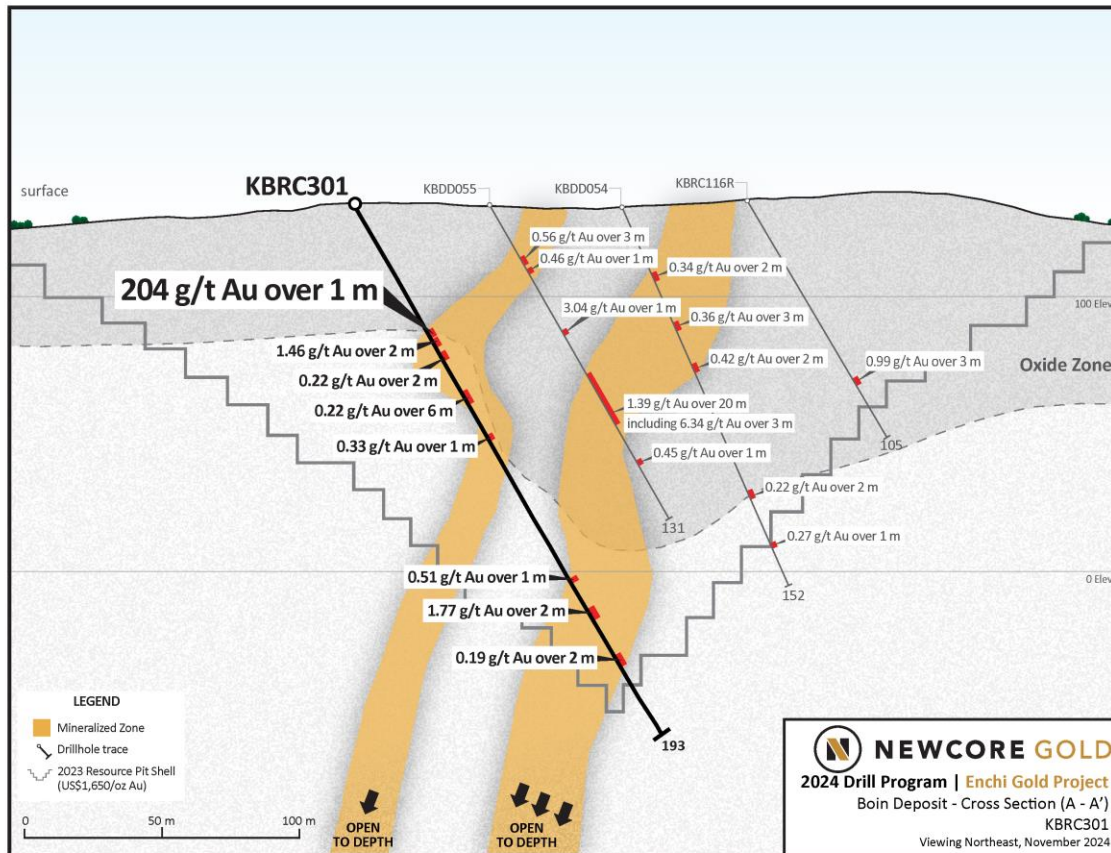 surface
KBRC301
KBDD055
KBDD054
KBRC116R
0.56 g/t Au over 3 m
0.46 g/t Au over 1 m
204 g/t Au over 1 m
3.04 g/t Au over 1 m
0.34 g/t Au over 2 m
0.36 g/t Au over 3 m
100 Elev
1.46 g/t Au over 2 m
0.22 g/t Au over 2 m
0.42 g/t Au over 2 m
0.99 g/t Au over 3 m
Oxide Zone
0.22 g/t Au over 6 m
1.39 g/t Au over 20 m
including 6.34 g/t Au over 3 m
0.33 g/t Au over 1 m
0.45 g/t Au over 1 m
105
0.22 g/t Au over 2 m
131
0.27 g/t Au over 1 m
0.51 g/t Au over 1 m
0 Elev
152
1.77 g/t Au over 2 m
0.19 g/t Au over 2 m
193
LEGEND
Mineralized Zone
Drillhole trace
2023 Resource Pit Shell
(US$1,650/oz Au)
0
50 m
100 m
OPEN
TO DEPTH
OPEN
TO DEPTH
NEWCORE GOLD
2024 Drill Program | Enchi Gold Project
Boin Deposit - Cross Section (A - A')
KBRC301
Viewing Northeast, November 2024